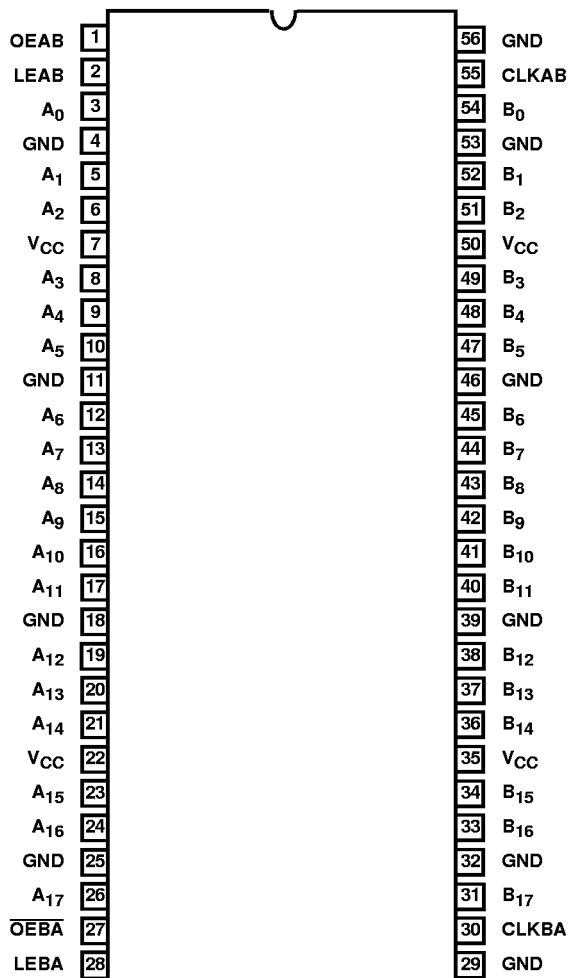 OEAB 1 56 GND
LEAB 2 55 CLKAB
A0 3 54 B0
GND 4 53 GND
A1 5 52 B1
A2 6 51 B2
VCC 7 50 VCC
A3 8 49 B3
A4 9 48 B4
A5 10 47 B5
GND 11 46 GND
A6 12 45 B6
A7 13 44 B7
A8 14 43 B8
A9 15 42 B9
A10 16 41 B10
A11 17 40 B11
GND 18 39 GND
A12 19 38 B12
A13 20 37 B13
A14 21 36 B14
VCC 22 35 VCC
A15 23 34 B15
A16 24 33 B16
GND 25 32 GND
A17 26 31 B17
O̅E̅B̅A̅ 27 30 CLKBA
LEBA 28 29 GND